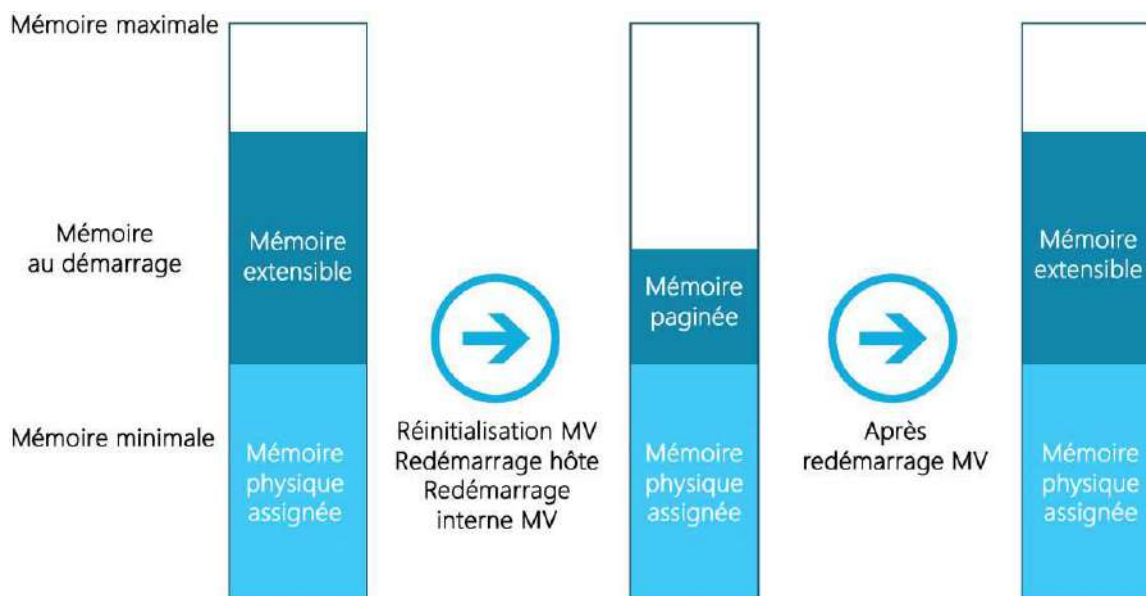 Mémoire maximale
Mémoire
au démarrage
Mémoire minimale
Mémoire
extensible
Mémoire
physique
assignée
Réinitialisation MV
Redémarrage hôte
Redémarrage
interne MV
Mémoire
paginée
Mémoire
physique
assignée
Après
redémarrage MV
Mémoire
extensible
Mémoire
physique
assignée